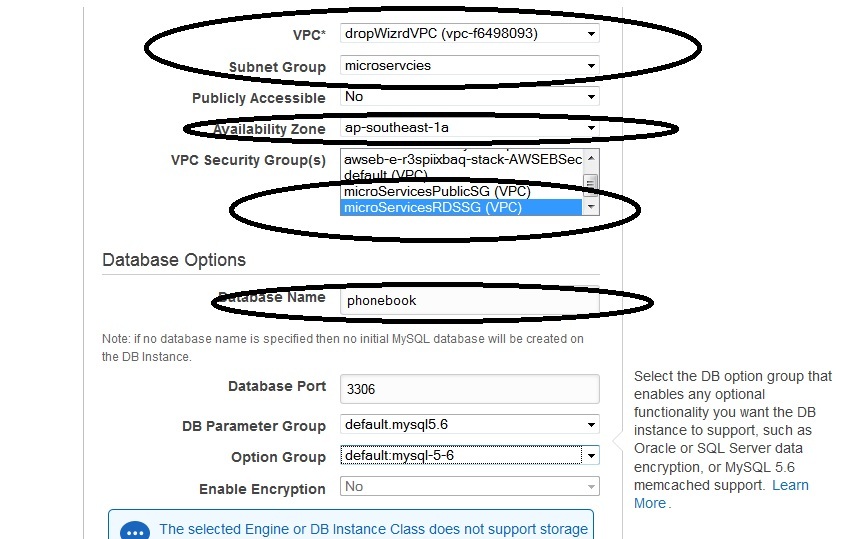 VPC* dropWizrdVPC (vpc-f6498093)
Subnet Group microservcies
Publicly Accessible No
Availability Zone ap-southeast-1a
VPC Security Group(s) awseb-e-r3spiixbaq-stack-AWSEBSec
default (VPC)
microServicesPublicSG (VPC)
microServicesRDSSG (VPC)
Database Options
Database Name phonebook
Note: if no database name is specified then no initial MySQL database will be created on
the DB Instance.
Database Port 3306
DB Parameter Group default.mysql5.6
Option Group default:mysql-5-6
Enable Encryption No
Select the DB option group that
enables any optional
functionality you want the DB
instance to support, such as
Oracle or SQL Server data
encryption, or MySQL 5.6
memcached support. Learn
More .
The selected Engine or DB Instance Class does not support storage